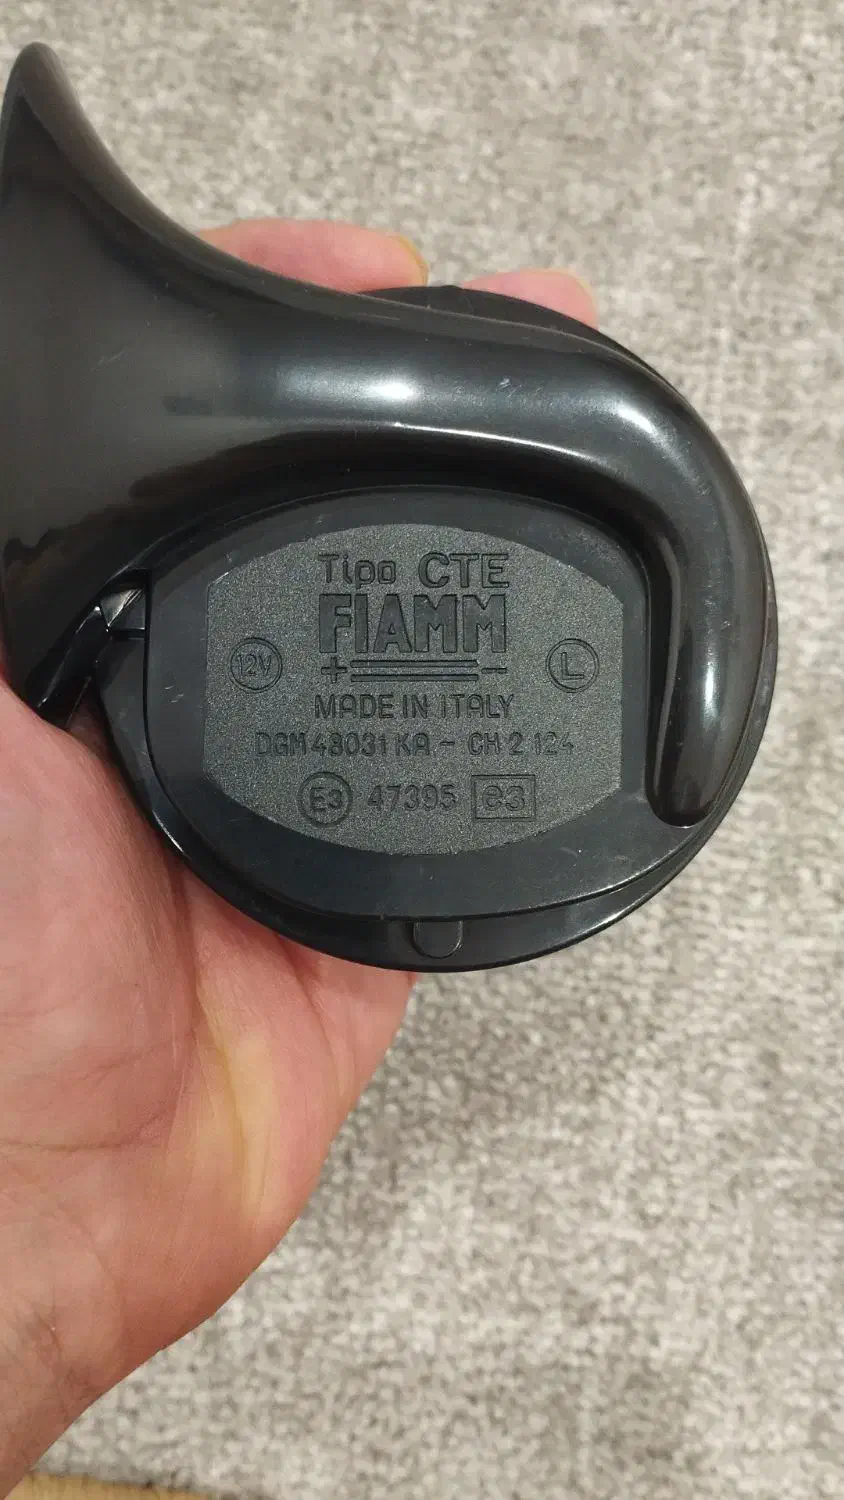 Tipo CTE
FIAMM
12V + - L
MADE IN ITALY
DGM 48031 KA - CH 2 124
E3 47395 e3